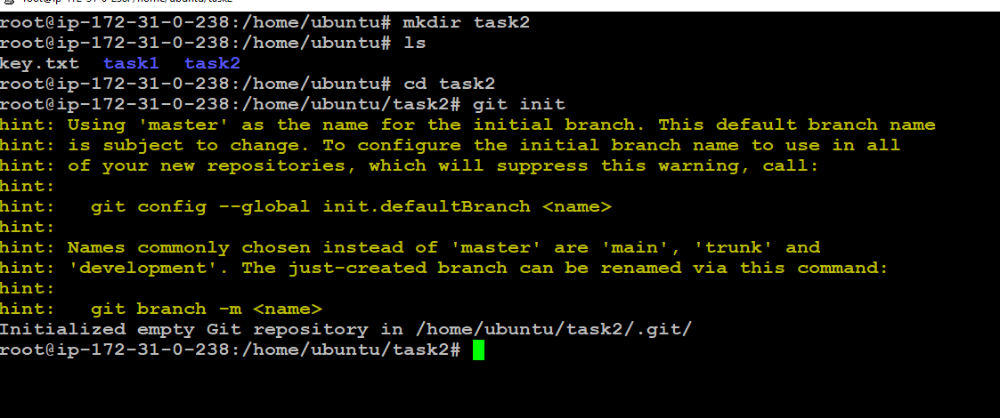 root@ip-172-31-0-238:/home/ubuntu# mkdir task2
root@ip-172-31-0-238:/home/ubuntu# ls
key.txt  task1  task2
root@ip-172-31-0-238:/home/ubuntu# cd task2
root@ip-172-31-0-238:/home/ubuntu/task2# git init
hint: Using 'master' as the name for the initial branch. This default branch name
hint: is subject to change. To configure the initial branch name to use in all
hint: of your new repositories, which will suppress this warning, call:
hint:
hint:   git config --global init.defaultBranch <name>
hint:
hint: Names commonly chosen instead of 'master' are 'main', 'trunk' and
hint: 'development'. The just-created branch can be renamed via this command:
hint:
hint:   git branch -m <name>
Initialized empty Git repository in /home/ubuntu/task2/.git/
root@ip-172-31-0-238:/home/ubuntu/task2#